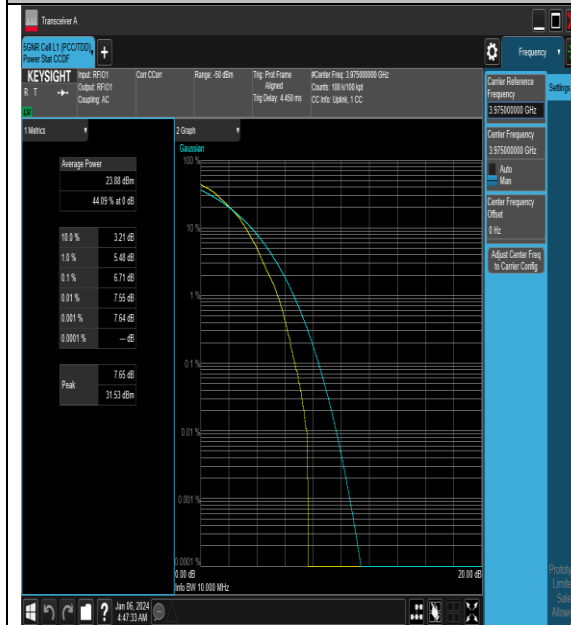 Transceiver A
5GNR Cell L1 (PCC/TDD),
Power Stat CCDF
+
Frequency
KEYSIGHT
R T
Input: RFIO1
Output: RFIO1
Coupling: AC
Corr CCorr
Range: -50 dBm
Trig: Prot Frame
Aligned
Trig Delay: 4.450 ms
#Center Freq: 3.975000000 GHz
Counts: 100 k/100 kpt
CC Info: Uplink, 1 CC
Carrier Reference
Frequency
3.975000000 GHz
Settings
Center Frequency
3.975000000 GHz
Auto
Man
Center Frequency
Offset
0 Hz
Adjust Center Freq
to Carrier Config
1 Metrics
Average Power
23.88 dBm
44.09 % at 0 dB
10.0 % 3.21 dB
1.0 % 5.48 dB
0.1 % 6.71 dB
0.01 % 7.55 dB
0.001 % 7.64 dB
0.0001 % --- dB
Peak
7.65 dB
31.53 dBm
2 Graph
Gaussian
100 %
10 %
1 %
0.1 %
0.01 %
0.001 %
0.0001 %
0.00 dB
20.00 dB
Info BW 10.000 MHz
?
Jan 06, 2024
4:47:33 AM